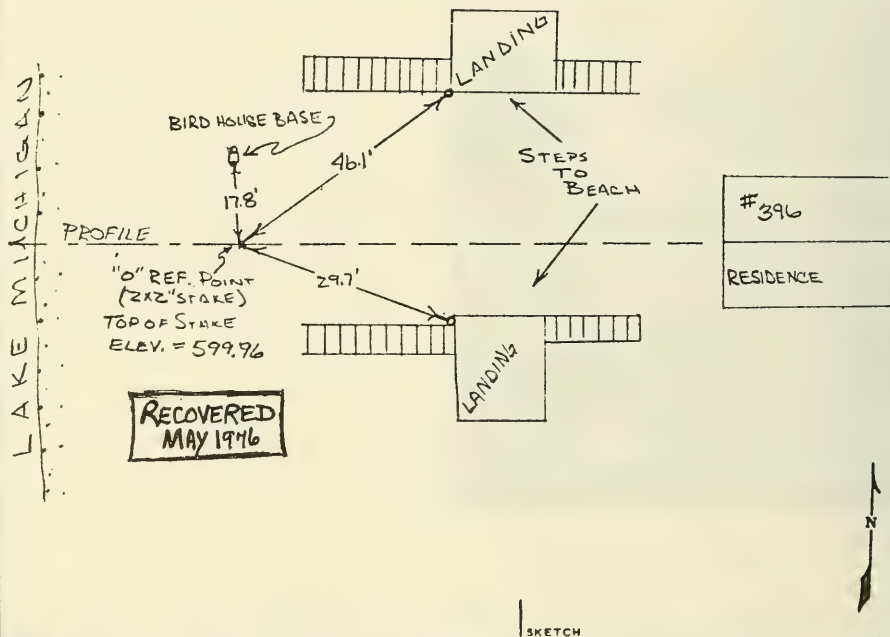 LAKE MICHIGAN
LANDING
BIRD HOUSE BASE
46.1'
STEPS
TO
BEACH
17.8'
#396
PROFILE
"0" REF. POINT
(2x2" STAKE)
TOP OF STAKE
ELEV. = 599.96
29.7'
RESIDENCE
LANDING
RECOVERED
MAY 1976
N
SKETCH